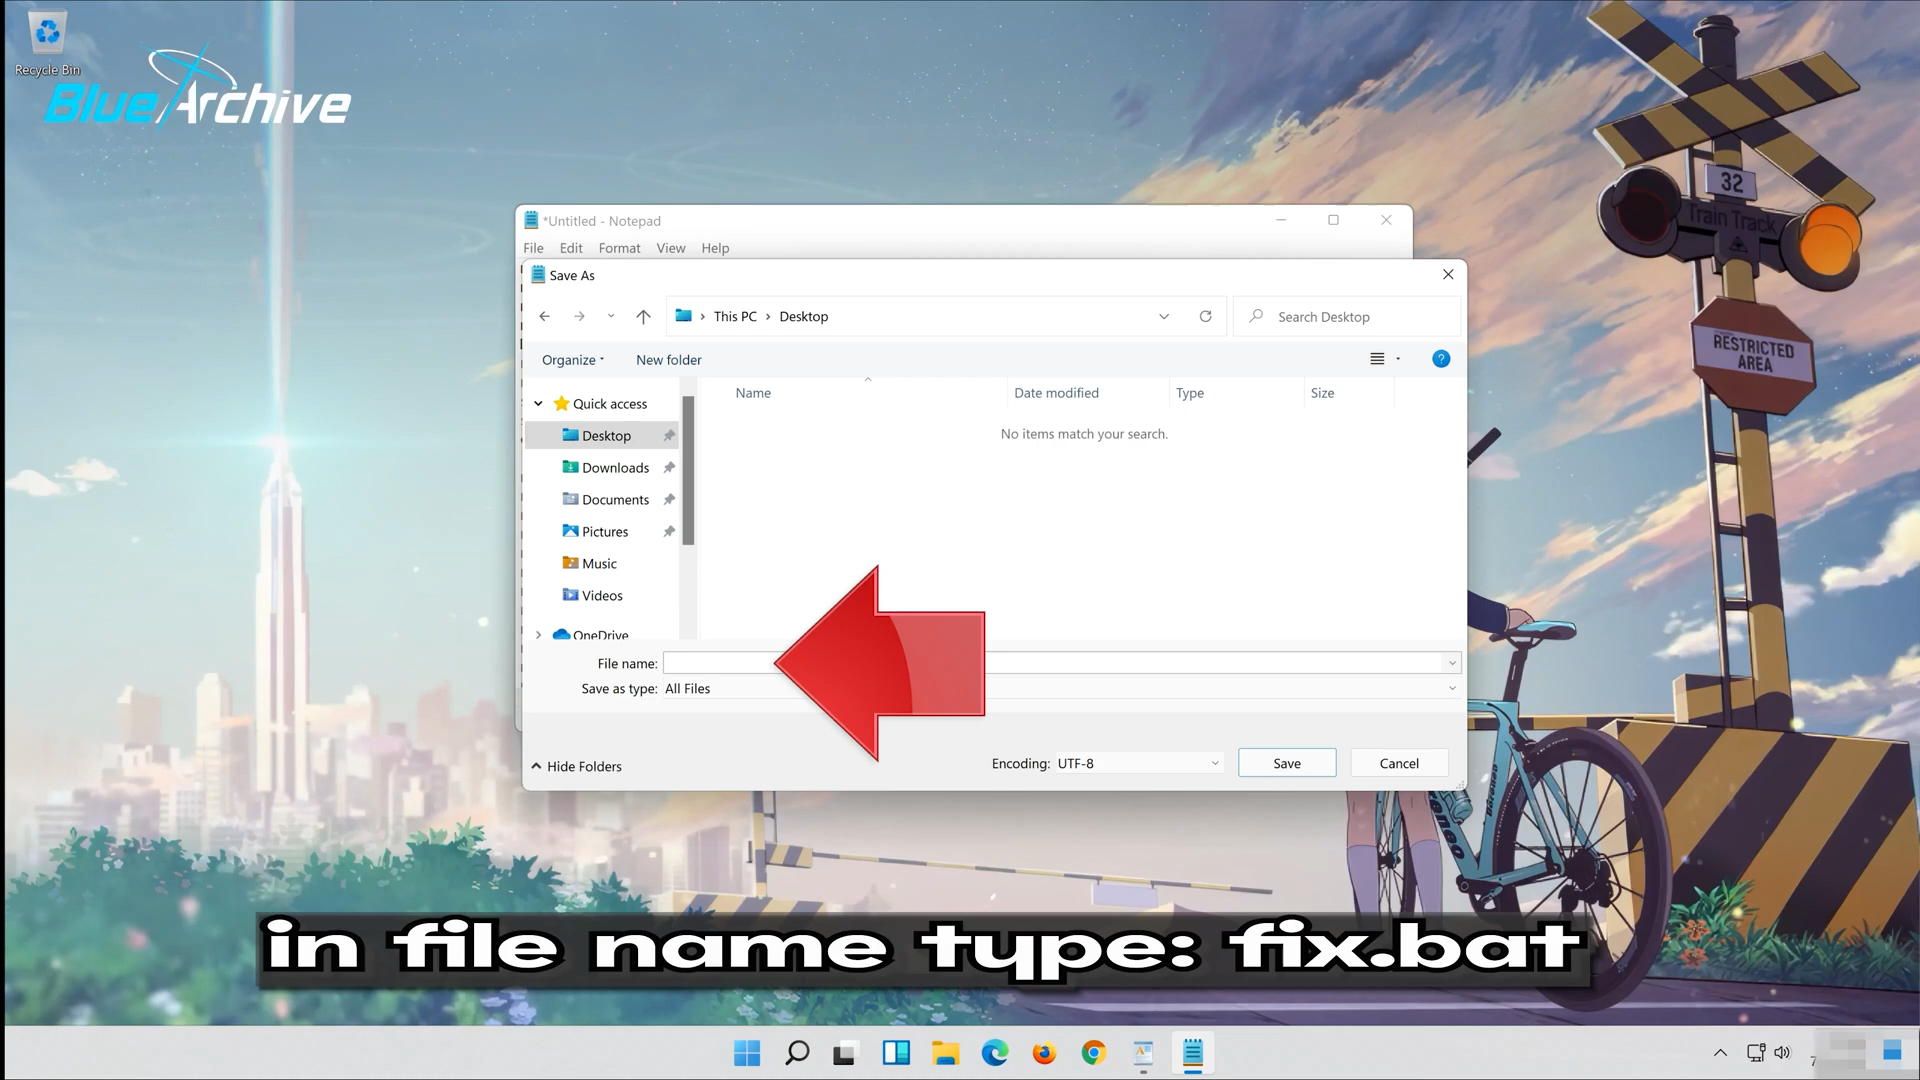 Recycle Bin
Blue Archive
32
Train Track
RESTRICTED
AREA
*Untitled - Notepad
File Edit Format View Help
Save As
This PC > Desktop
Search Desktop
Organize New folder
?
Name Date modified Type Size
No items match your search.
Quick access
Desktop
Downloads
Documents
Pictures
Music
Videos
OneDrive
File name:
Save as type: All Files
Hide Folders Encoding: UTF-8 Save Cancel
in file name type: fix.bat